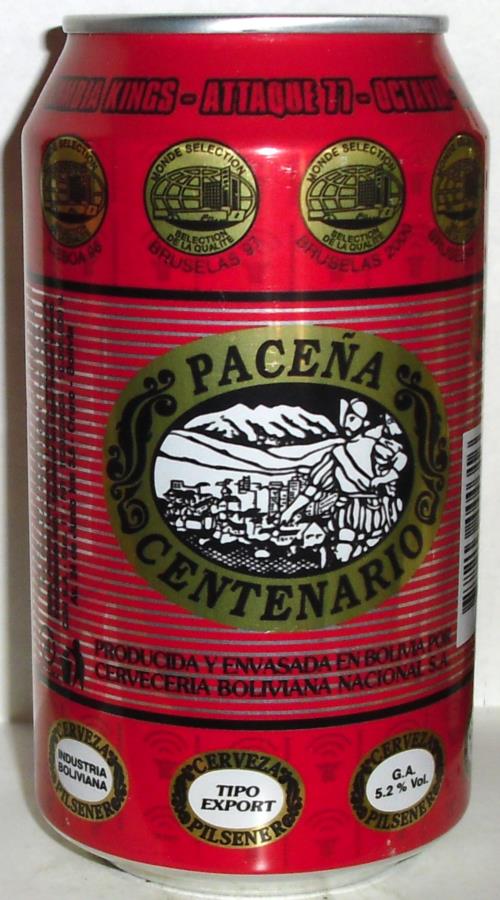 KINGS - ATTAQUE 77 -
MONDE SELECTION
SELECTION
DE LA QUALITE
BRUSELAS 97
MONDE SELECTION
SELECTION
DE LA QUALITE
BRUSELAS 2000
PACEÑA
CENTENARIO
PRODUCIDA Y ENVASADA EN BOLIVIA POR
CERVECERIA BOLIVIANA NACIONAL S.A.
CERVEZA
INDUSTRIA
BOLIVIANA
PILSENER
CERVEZA
TIPO
EXPORT
PILSENER
CERVEZA
G.A.
5.2 % Vol.
PILSENER